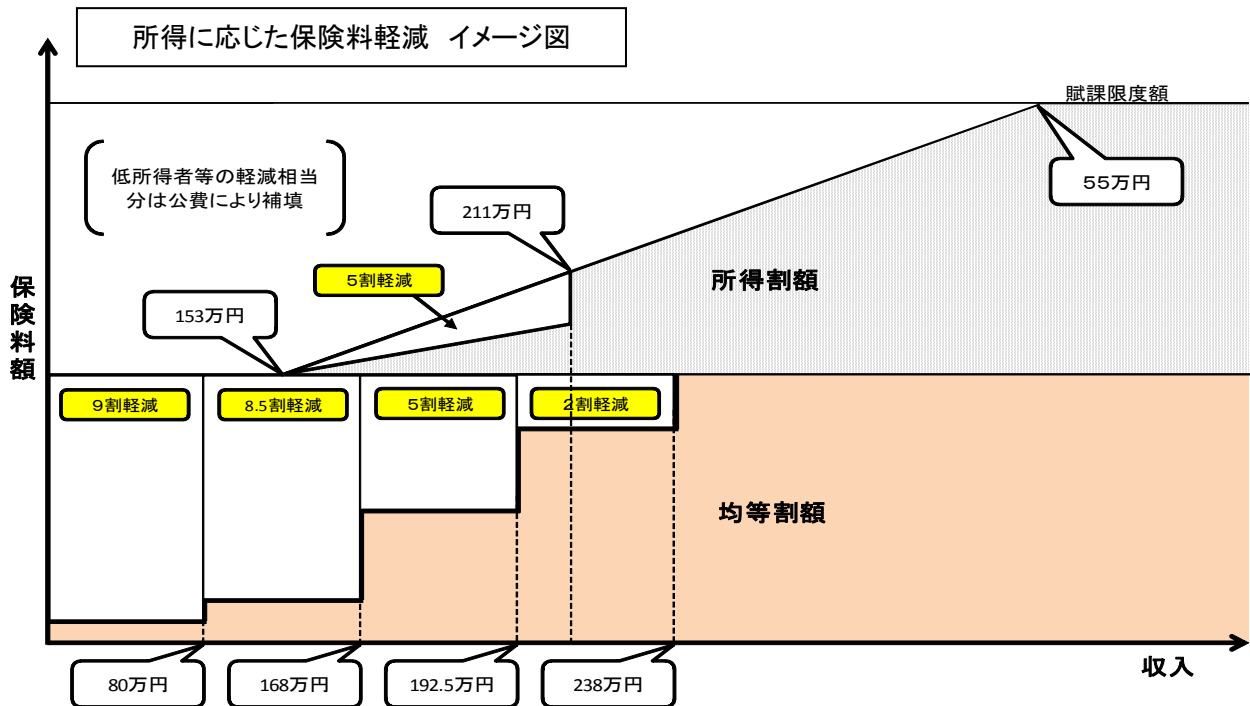 所得に応じた保険料軽減 イメージ図
賦課限度額
低所得者等の軽減相当
分は公費により補填
55万円
211万円
5割軽減
所得割額
153万円
保険料額
9割軽減
8.5割軽減
5割軽減
2割軽減
均等割額
80万円
168万円
192.5万円
238万円
収入